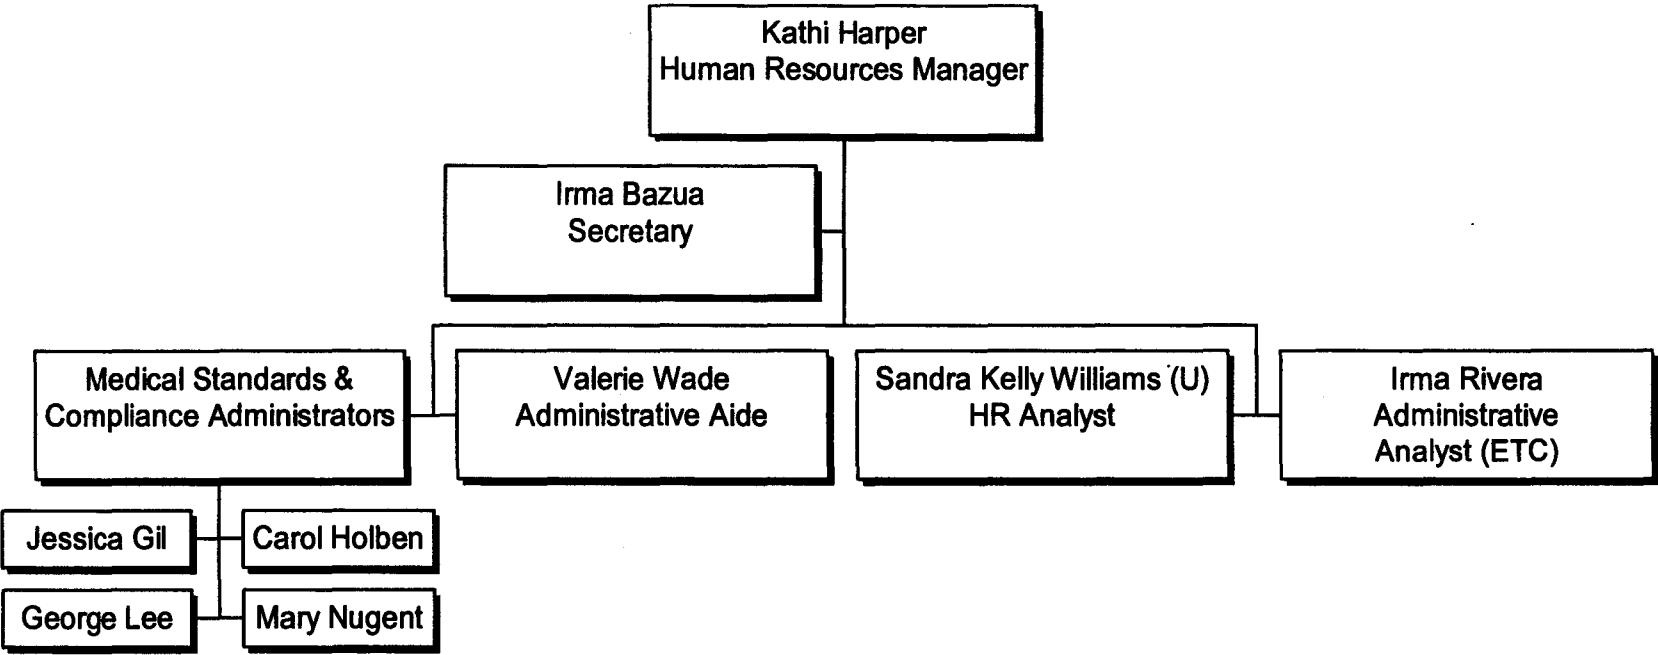 Kathi Harper
Human Resources Manager
Irma Bazua
Secretary
Medical Standards &
Compliance Administrators
Valerie Wade
Administrative Aide
Sandra Kelly Williams (U)
HR Analyst
Irma Rivera
Administrative
Analyst (ETC)
Jessica Gil
Carol Holben
George Lee
Mary Nugent